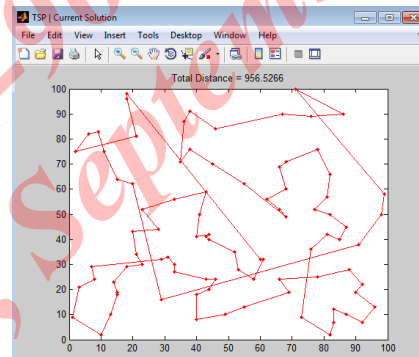 TSP | Current Solution
File Edit View Insert Tools Desktop Window Help
Total Distance = 956.5266
100
90
80
70
60
50
40
30
20
10
0
0 10 20 30 40 50 60 70 80 90 100
Septem